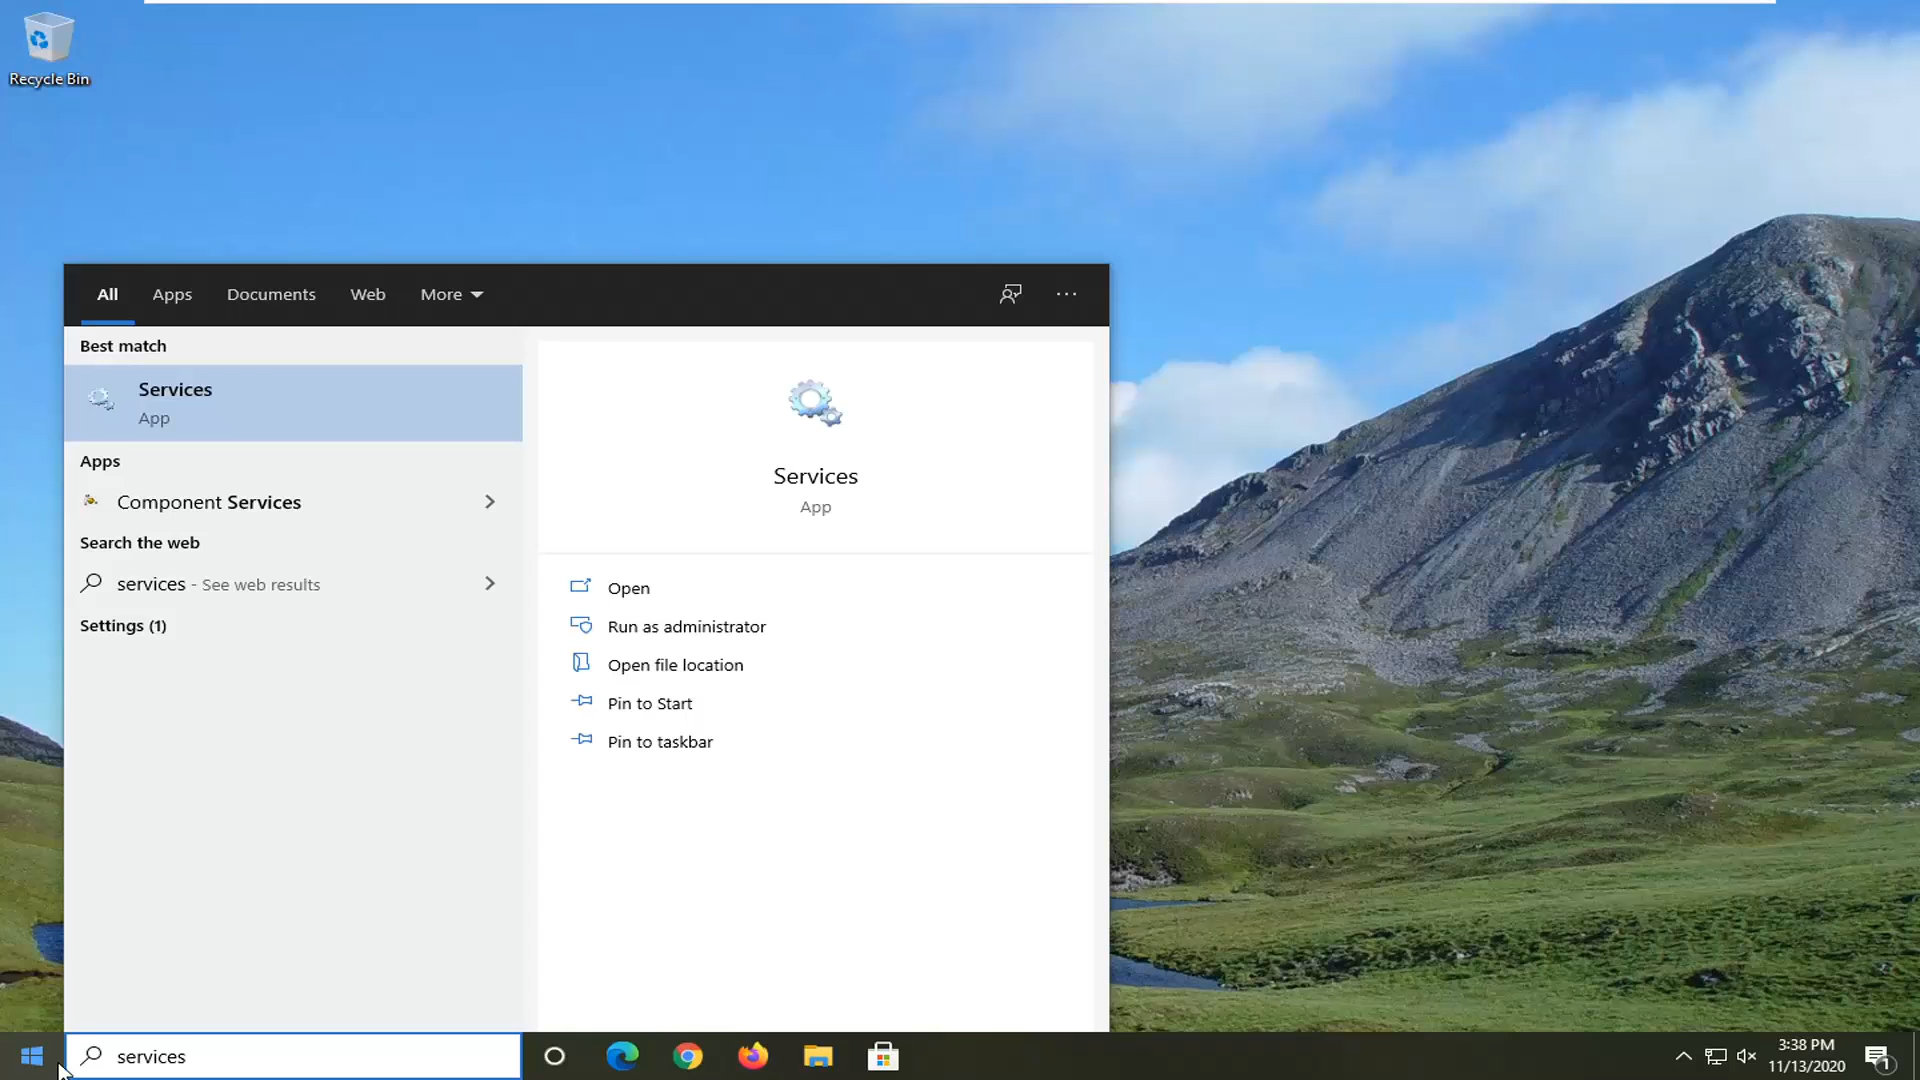 Recycle Bin
All Apps Documents Web More
Best match
Services
App
Apps
Component Services
Search the web
services - See web results
Settings (1)
Services
App
Open
Run as administrator
Open file location
Pin to Start
Pin to taskbar
services
3:38 PM
11/13/2020
1